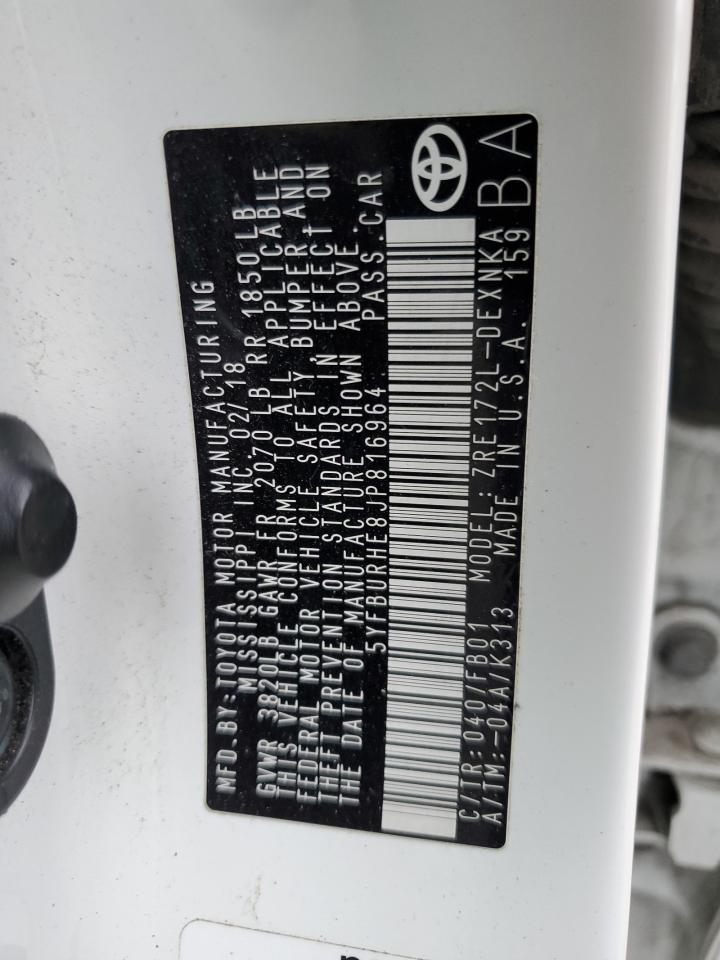 MFD.BY:TOYOTA MOTOR MANUFACTURING
MISSISSIPPI INC.02/18
GVWR 3820LB GAWR FR 2070 LB RR 1850LB
THIS VEHICLE CONFORMS TO ALL APPLICABLE
FEDERAL MOTOR VEHICLE SAFETY,BUMPER,AND
THEFT PREVENTION STANDARDS IN EFFECT ON
THE DATE OF MANUFACTURE SHOWN ABOVE.
5YFBURHE8JP816964 PASS.CAR
C/TR: 040/FB01 MODEL: ZRE172L-DEXNKA
A/TM:-04A/K313 MADE IN U.S.A. 159 BA